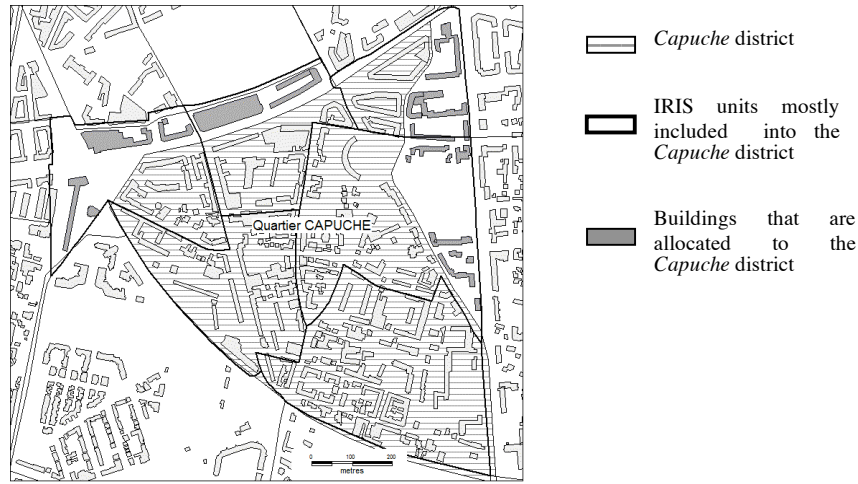 Quartier CAPUCHE
0 100 200
metres
Capuche district
IRIS units mostly
included into the
Capuche district
Buildings that are
allocated to the
Capuche district